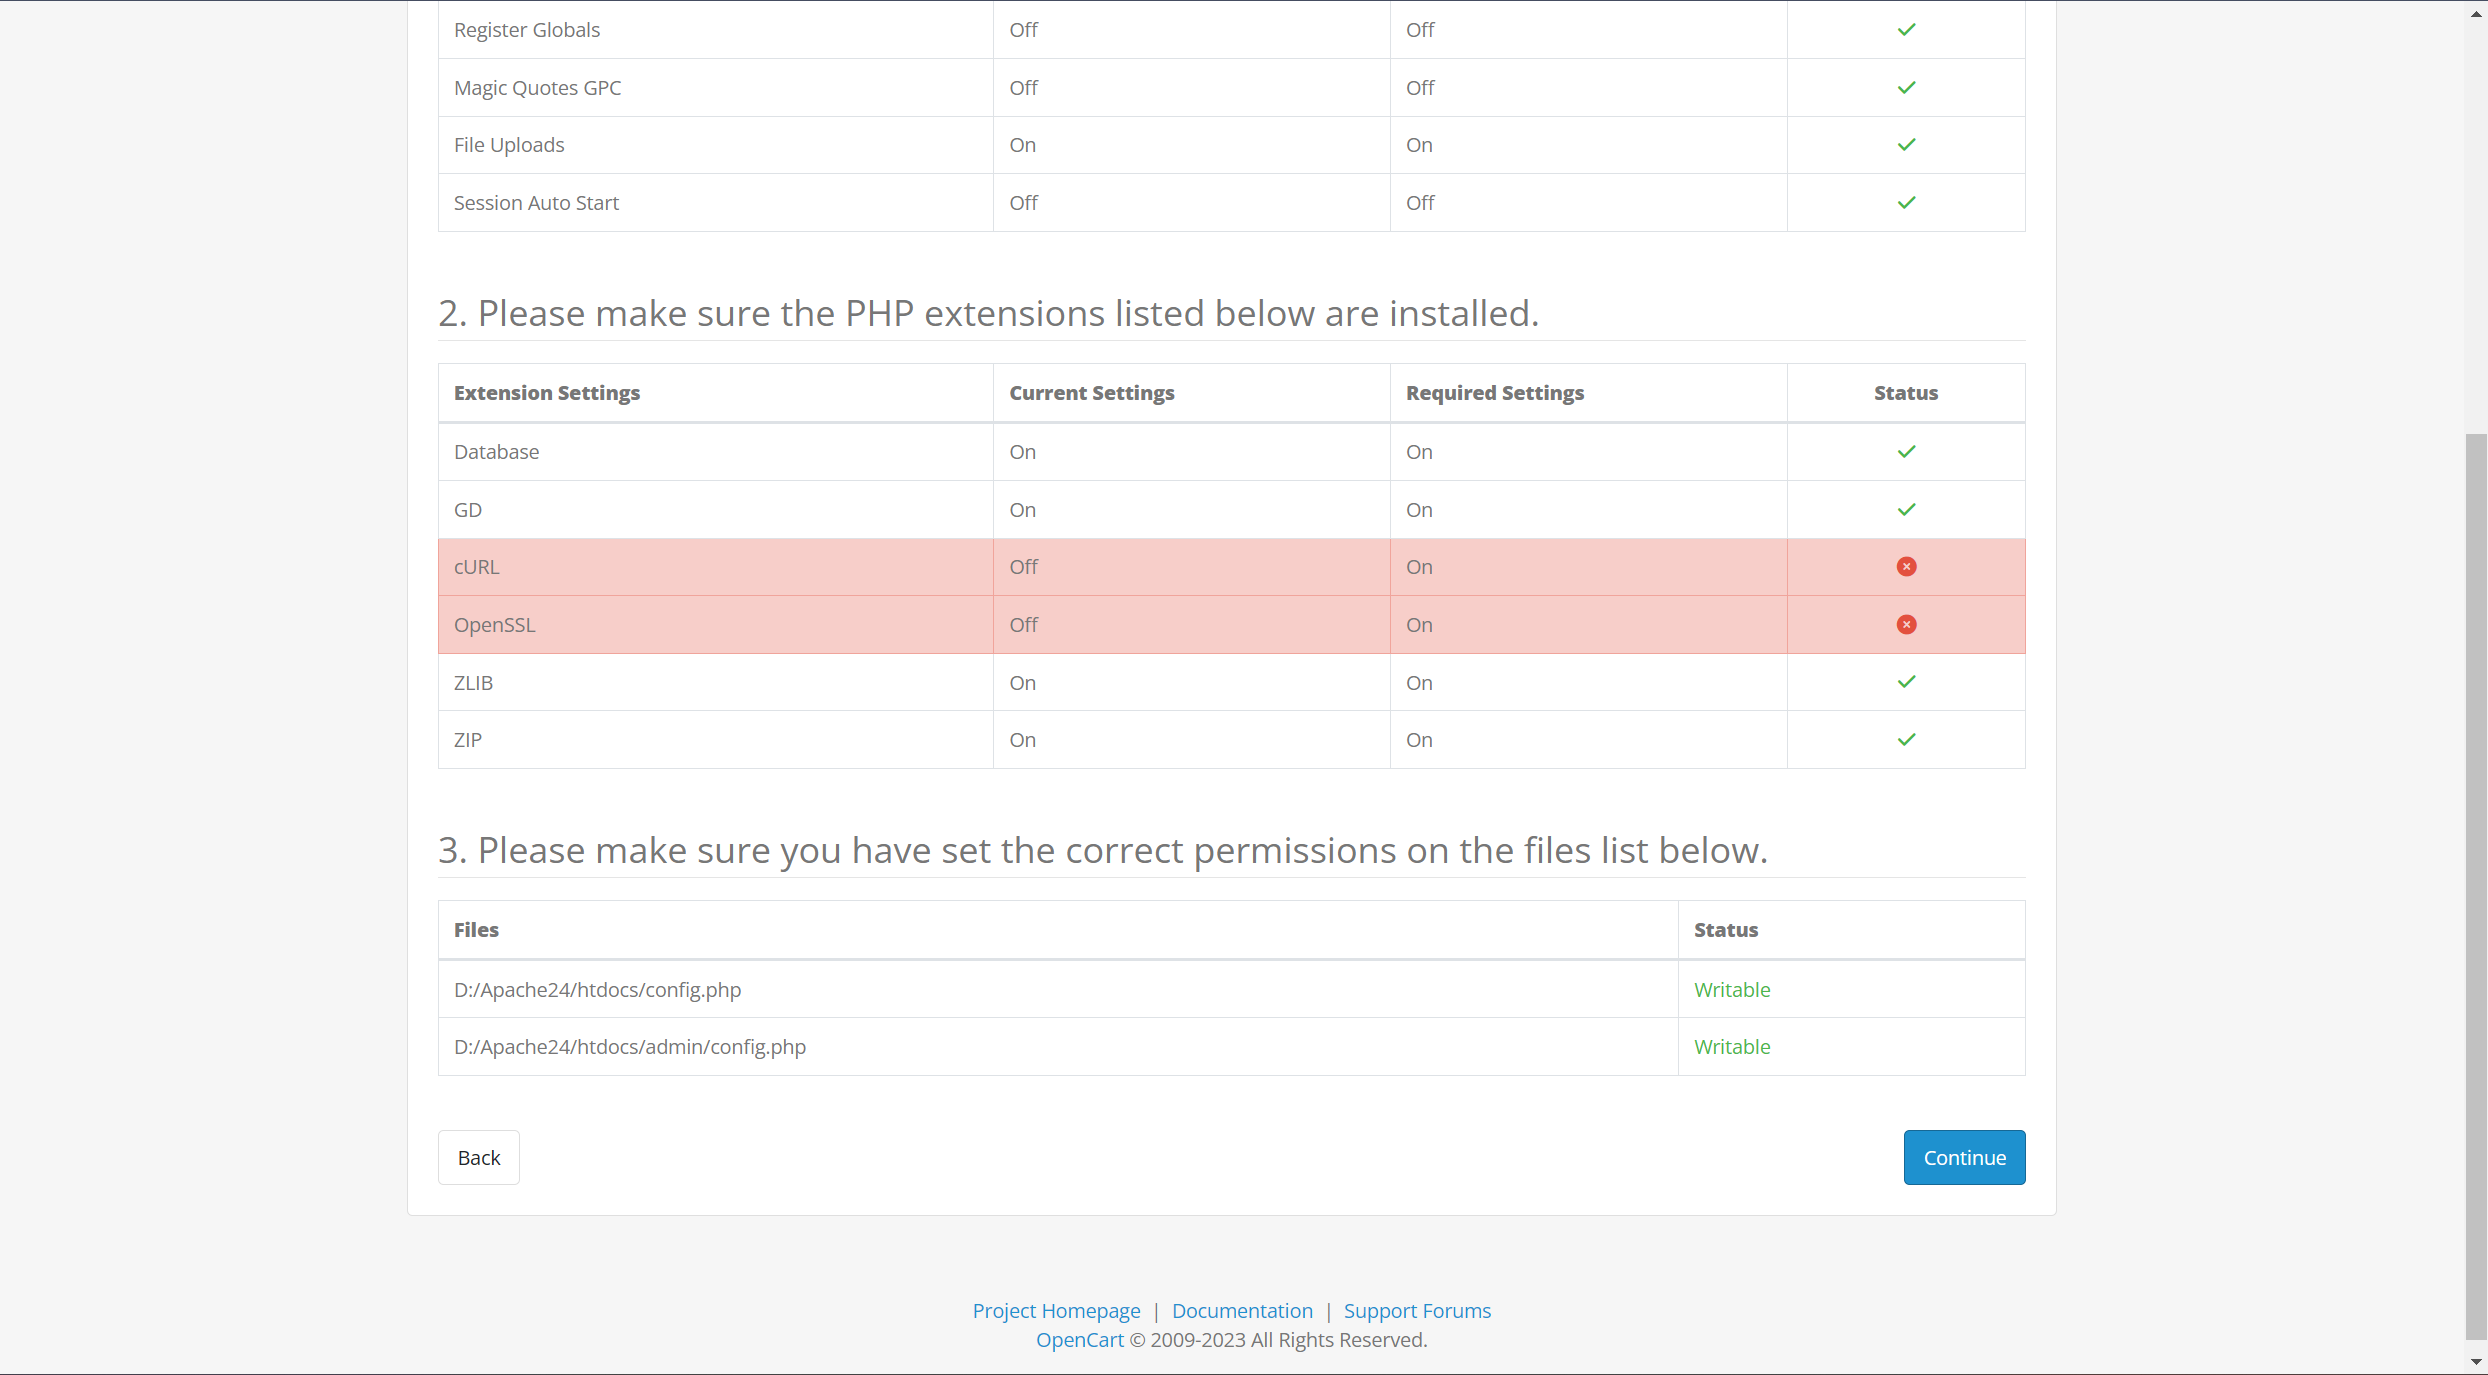 Register Globals Off Off
Magic Quotes GPC Off Off
File Uploads On On
Session Auto Start Off Off
2. Please make sure the PHP extensions listed below are installed.
Extension Settings Current Settings Required Settings Status
Database On On
GD On On
cURL Off On
OpenSSL Off On
ZLIB On On
ZIP On On
3. Please make sure you have set the correct permissions on the files list below.
Files Status
D:/Apache24/htdocs/config.php Writable
D:/Apache24/htdocs/admin/config.php Writable
Back Continue
Project Homepage | Documentation | Support Forums
OpenCart © 2009-2023 All Rights Reserved.